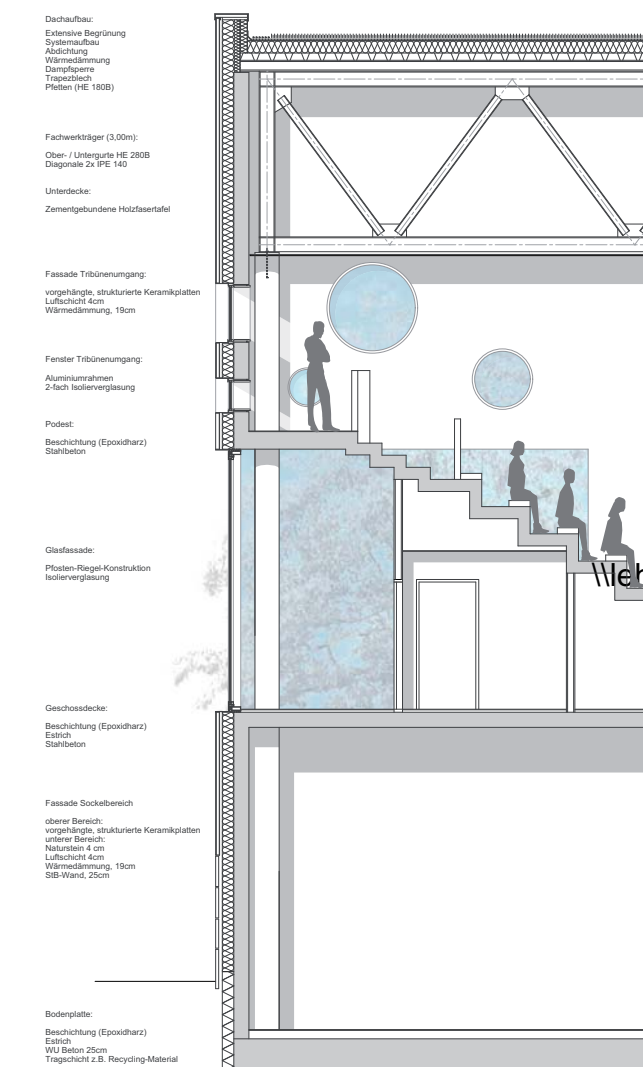 Dachaufbau:
Extensive Begrünung
Systemaufbau
Abdichtung
Wärmedämmung
Dampfsperre
Trapezblech
Pfetten (HE 180B)
Fachwerkträger (3,00m):
Ober- / Untergurte HE 280B
Diagonale 2x IPE 140
Unterdecke:
Zementgebundene Holzfasertafel
Fassade Tribünenumgang:
vorgehängte, strukturierte Keramikplatten
Luftschicht 4cm
Wärmedämmung, 19cm
Fenster Tribünenumgang:
Aluminiumrahmen
2-fach Isolierverglasung
Podest:
Beschichtung (Epoxidharz)
Stahlbeton
Glasfassade:
Pfosten-Riegel-Konstruktion
Isolierverglasung
Geschossdecke:
Beschichtung (Epoxidharz)
Estrich
Stahlbeton
Fassade Sockelbereich
oberer Bereich:
vorgehängte, strukturierte Keramikplatten
unterer Bereich:
Naturstein 4 cm
Luftschicht 4cm
Wärmedämmung, 19cm
StB-Wand, 25cm
Bodenplatte:
Beschichtung (Epoxidharz)
Estrich
WU Beton 25cm
Tragschicht z.B. Recycling-Material